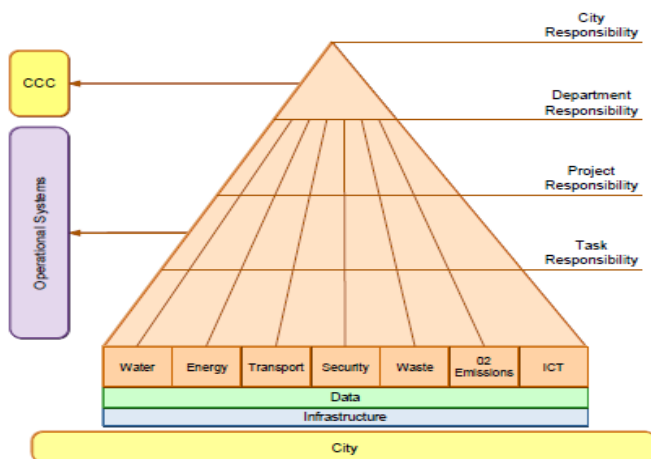 City
Responsibility
CCC
Department
Responsibility
Operational Systems
Project
Responsibility
Task
Responsibility
Water
Energy
Transport
Security
Waste
02
Emissions
ICT
Data
Infrastructure
City